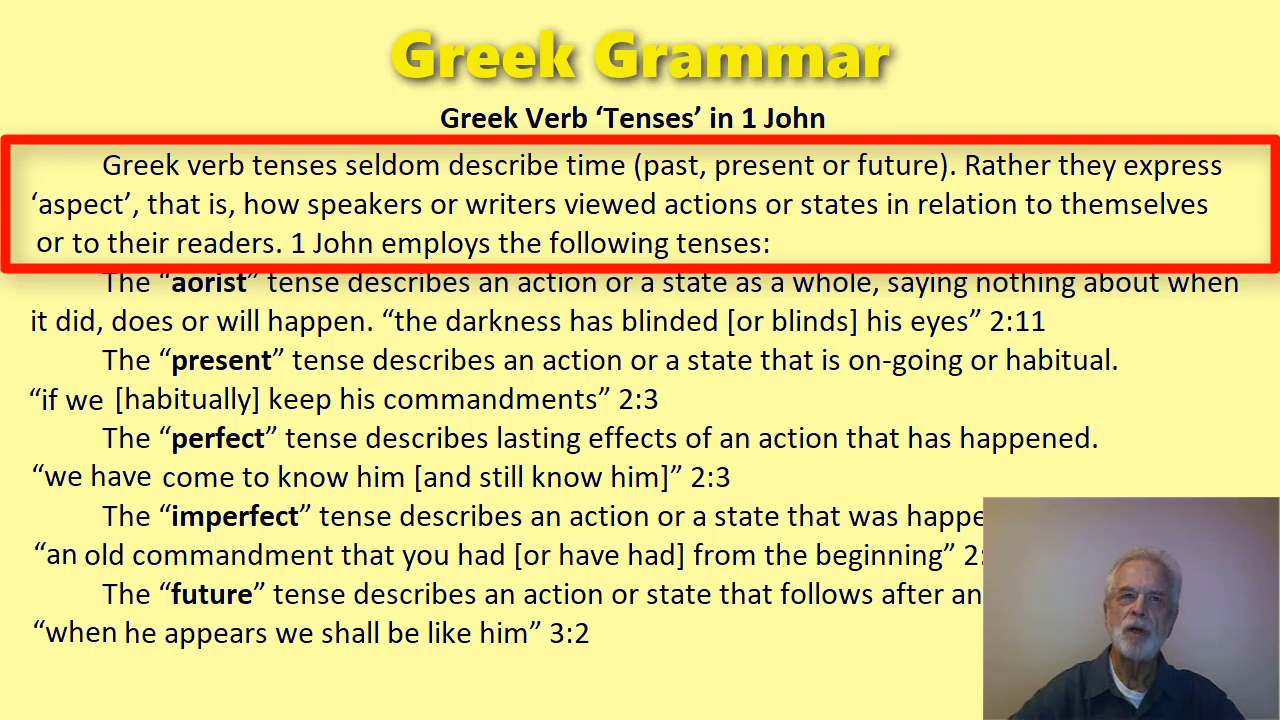 Greek Grammar
Greek Verb ‘Tenses’ in 1 John
Greek verb tenses seldom describe time (past, present or future). Rather they express
‘aspect’, that is, how speakers or writers viewed actions or states in relation to themselves
or to their readers. 1 John employs the following tenses:
The “aorist” tense describes an action or a state as a whole, saying nothing about when
it did, does or will happen. “the darkness has blinded [or blinds] his eyes” 2:11
The “present” tense describes an action or a state that is on-going or habitual.
“if we [habitually] keep his commandments” 2:3
The “perfect” tense describes lasting effects of an action that has happened.
“we have come to know him [and still know him]” 2:3
The “imperfect” tense describes an action or a state that was happe
“an old commandment that you had [or have had] from the beginning” 2:
The “future” tense describes an action or state that follows after an
“when he appears we shall be like him” 3:2